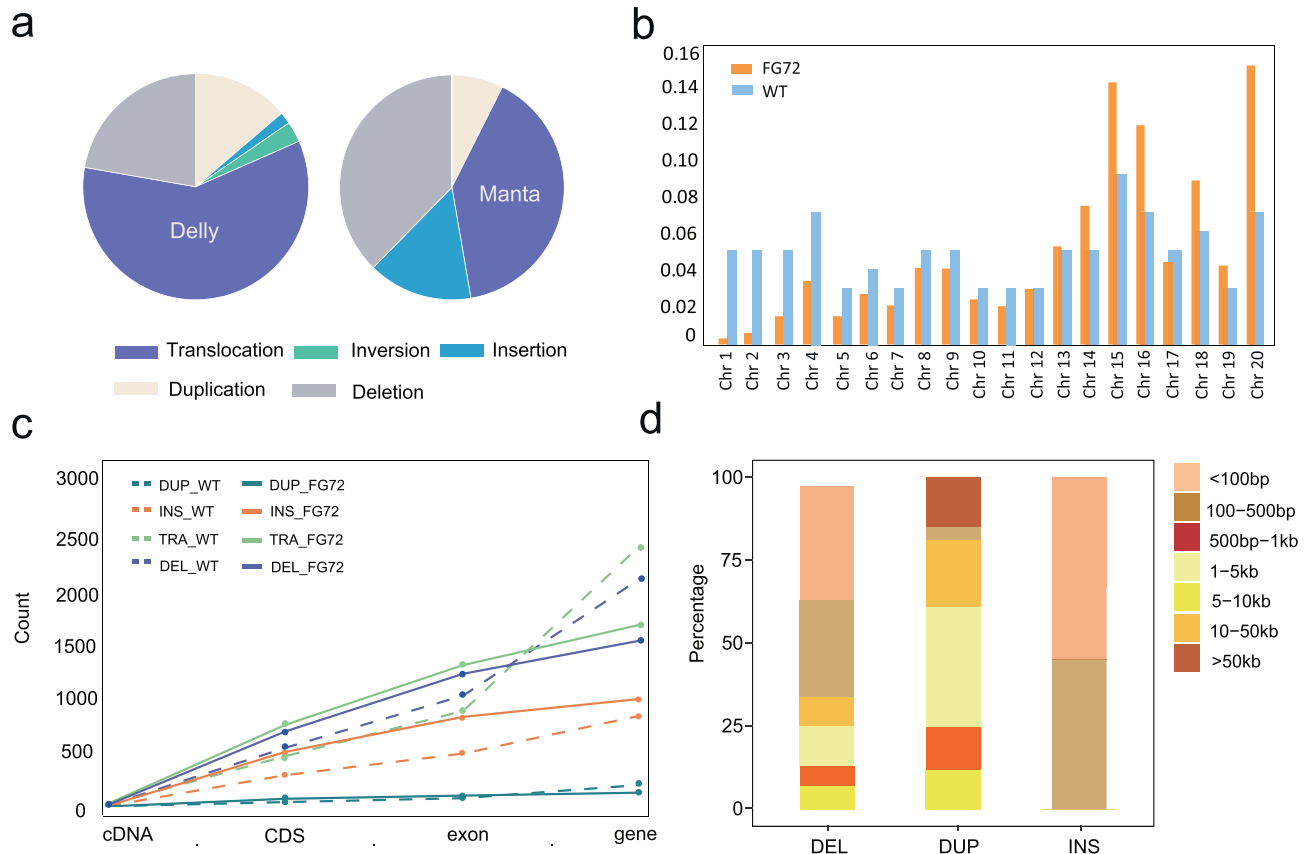 a
Delly
Manta
Translocation
Inversion
Insertion
Duplication
Deletion
b
0.16
0.14
0.12
0.10
0.08
0.06
0.04
0.02
0
FG72
WT
Chr 1
Chr 2
Chr 3
Chr 4
Chr 5
Chr 6
Chr 7
Chr 8
Chr 9
Chr 10
Chr 11
Chr 12
Chr 13
Chr 14
Chr 15
Chr 16
Chr 17
Chr 18
Chr 19
Chr 20
c
Count
3000
2500
2000
1500
1000
500
0
DUP_WT
DUP_FG72
INS_WT
INS_FG72
TRA_WT
TRA_FG72
DEL_WT
DEL_FG72
cDNA
CDS
exon
gene
d
Percentage
100
75
50
25
0
DEL
DUP
INS
<100bp
100−500bp
500bp−1kb
1−5kb
5−10kb
10−50kb
>50kb